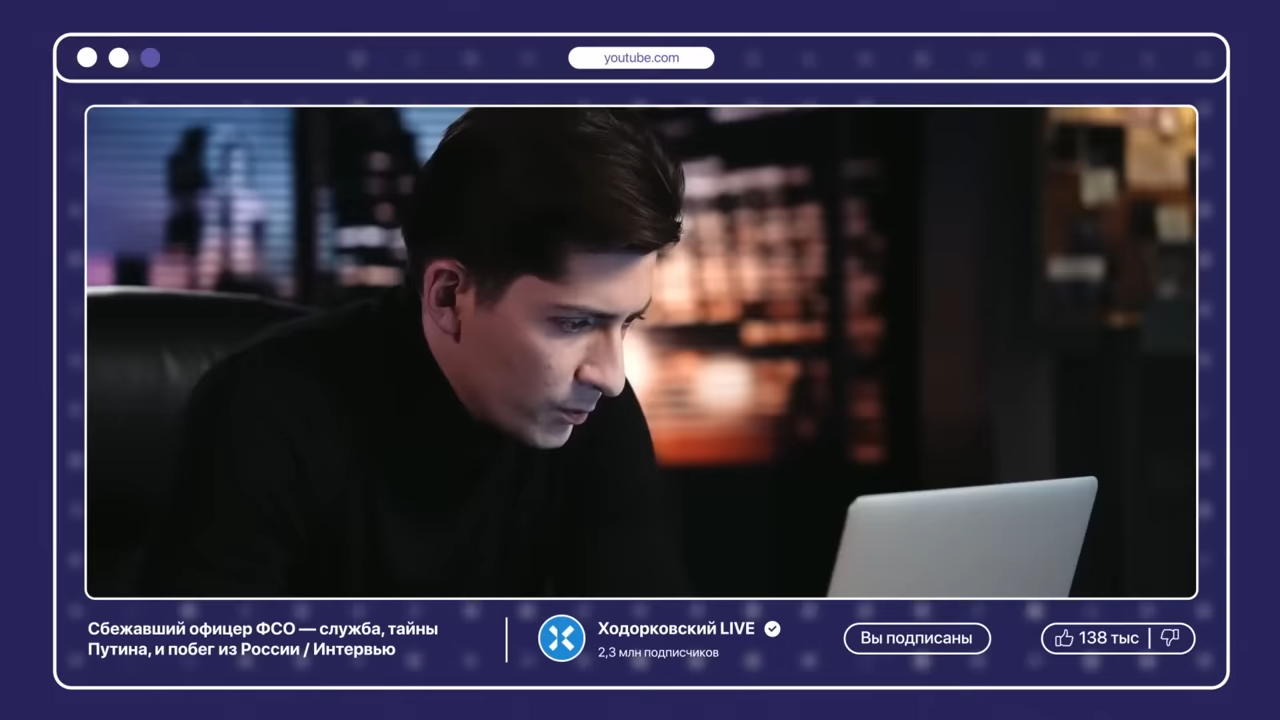 youtube.com
Сбежавший офицер ФСО — служба, тайны
Путина, и побег из России / Интервью
Ходорковский LIVE
2,3 млн подписчиков
Вы подписаны
138 тыс